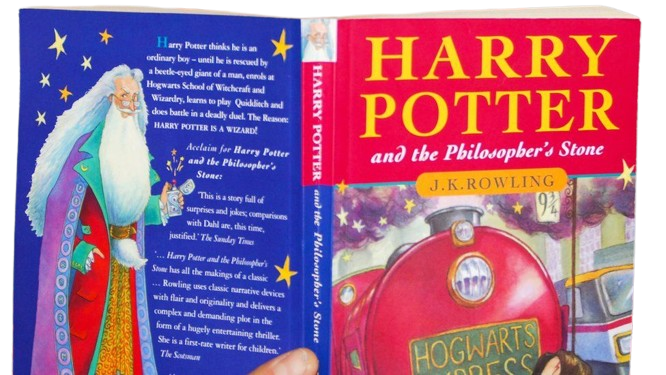 Harry Potter thinks he is an
ordinary boy – until he is rescued by
a beetle-eyed giant of a man, enrols at
Hogwarts School of Witchcraft and
Wizardry, learns to play Quidditch and
does battle in a deadly duel. The Reason:
HARRY POTTER IS A WIZARD!
Acclaim for Harry Potter
and the Philosopher's
Stone:
'This is a story full of
surprises and jokes; comparisons
with Dahl are, this time,
justified.' The Sunday Times
'... Harry Potter and the Philosopher's
Stone has all the makings of a classic
... Rowling uses classic narrative devices
with flair and originality and delivers a
complex and demanding plot in the
form of a hugely entertaining thriller.
She is a first-rate writer for children.'
The Scotsman
HARRY POTTER and the Philosopher's Stone
HARRY
POTTER
and the Philosopher's Stone
J.K.ROWLING
9¾
HOGWARTS
EXPRESS